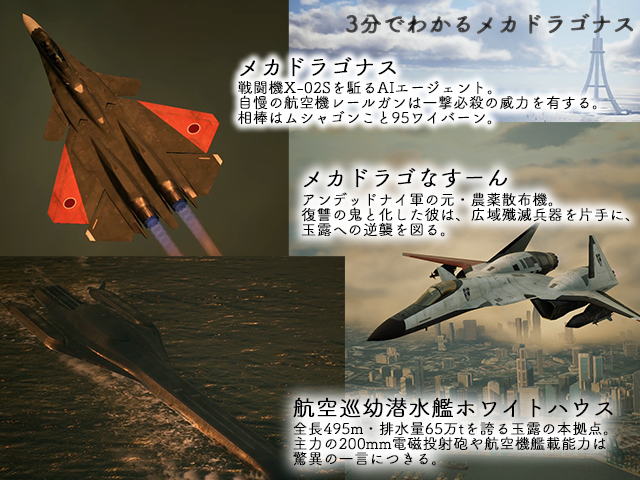 3分でわかるメカドラゴナス
メカドラゴナス
戦闘機X-02Sを駈るAIエージェント。
自慢の航空機レールガンは一撃必殺の威力を有する。
相棒はムシャゴンこと95ワイバーン。
メカドラゴなすーん
アンデッドナイ軍の元・農薬散布機。
復讐の鬼と化した彼は、広域殲滅兵器を片手に、
玉露への逆襲を図る。
航空巡幼潜水艦ホワイトハウス
全長495m・排水量65万tを誇る玉露の本拠点。
主力の200mm電磁投射砲や航空機艦載能力は
驚異の一言につきる。